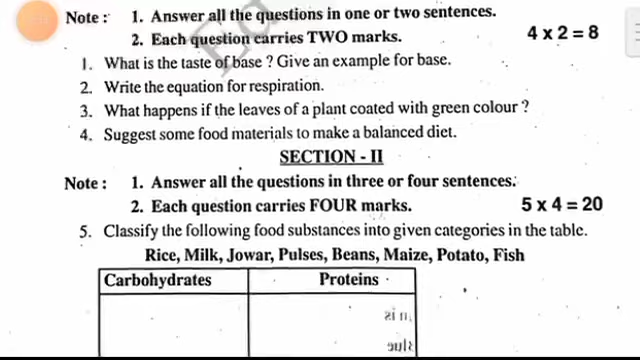 Note : 1. Answer all the questions in one or two sentences.
2. Each question carries TWO marks. 4 x 2 = 8
1. What is the taste of base ? Give an example for base.
2. Write the equation for respiration.
3. What happens if the leaves of a plant coated with green colour ?
4. Suggest some food materials to make a balanced diet.
SECTION - II
Note : 1. Answer all the questions in three or four sentences.
2. Each question carries FOUR marks. 5 x 4 = 20
5. Classify the following food substances into given categories in the table.
Rice, Milk, Jowar, Pulses, Beans, Maize, Potato, Fish
Carbohydrates Proteins